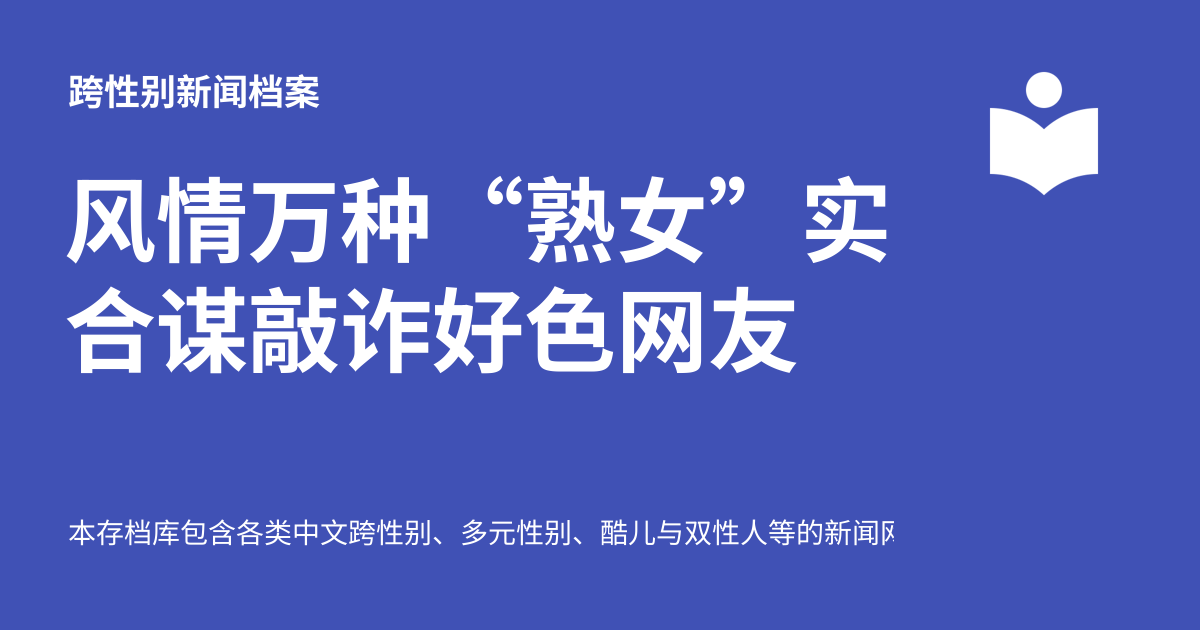 跨性别新闻档案
风情万种“熟女”实
合谋敲诈好色网友
本存档库包含各类中文跨性别、多元性别、酷儿与双性人等的新闻网